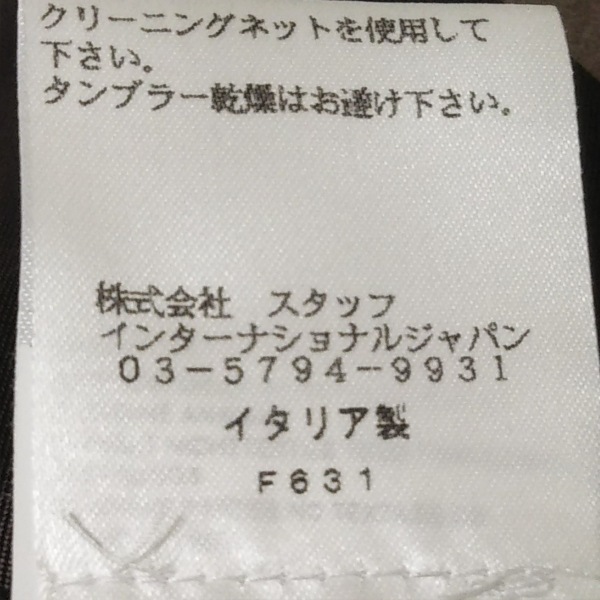 クリーニングネットを使用して
下さい。
タンブラー乾燥はお避け下さい。
株式会社　スタッフ
インターナショナルジャパン
03-5794-9931
イタリア製
F631